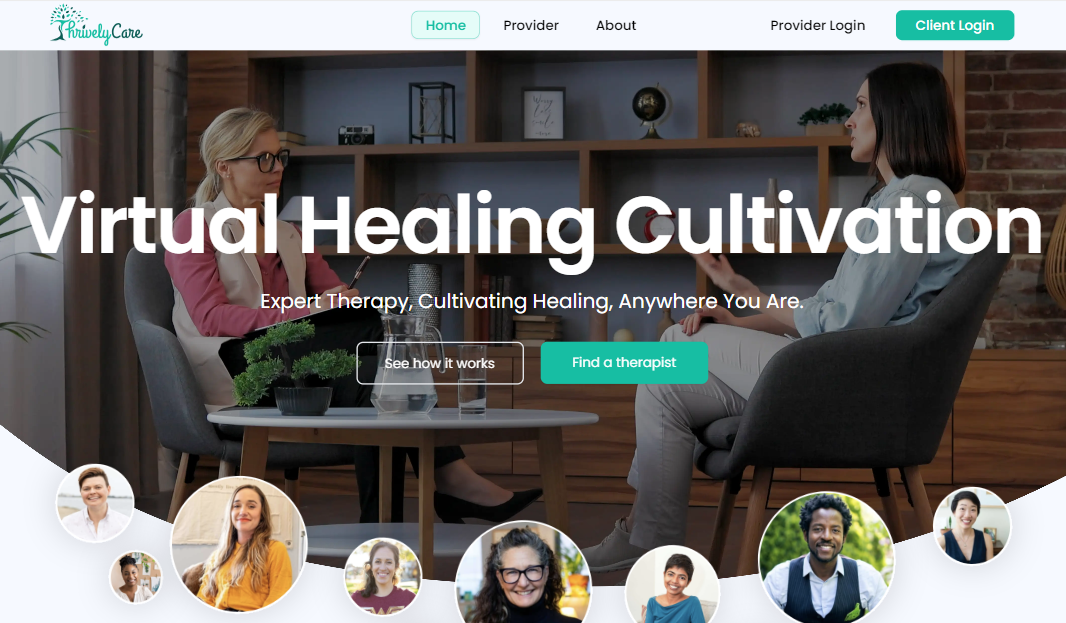 ThrivelyCare
Home
Provider
About
Provider Login
Client Login
Virtual Healing Cultivation
Expert Therapy, Cultivating Healing, Anywhere You Are.
See how it works
Find a therapist